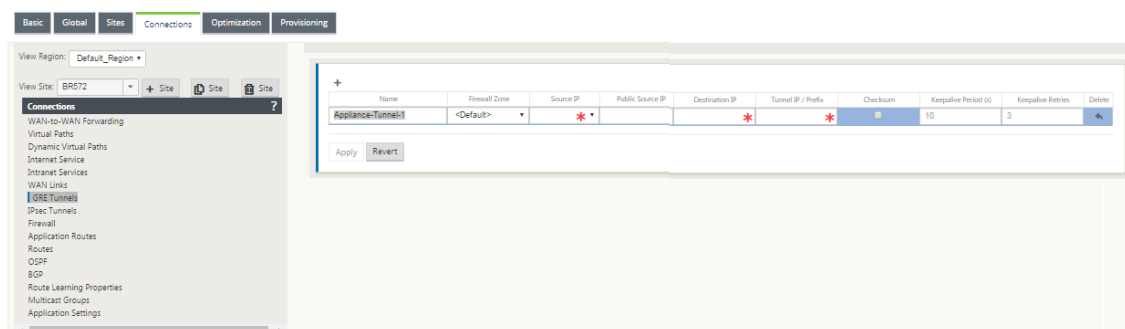 Basic Global Sites Connections Optimization Provisioning
View Region: Default_Region
View Site: BR572 + Site Site Site
Connections ?
WAN-to-WAN Forwarding
Virtual Paths
Dynamic Virtual Paths
Internet Service
Intranet Services
WAN Links
GRE Tunnels
IPsec Tunnels
Firewall
Application Routes
Routes
OSPF
BGP
Route Learning Properties
Multicast Groups
Application Settings
+
Name Firewall Zone Source IP Public Source IP Destination IP Tunnel IP / Prefix Checksum Keepalive Period (s) Keepalive Retries Delete
Appliance-Tunnel-1 <Default> * * * 10 3
Apply Revert